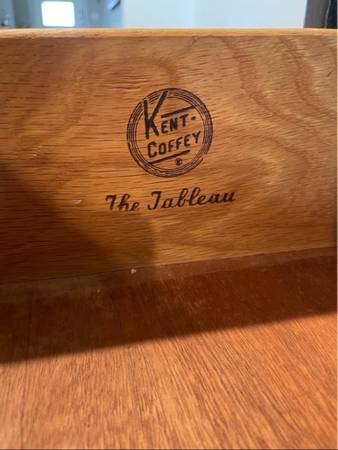 KENT-
COFFEY
®
The Tableau